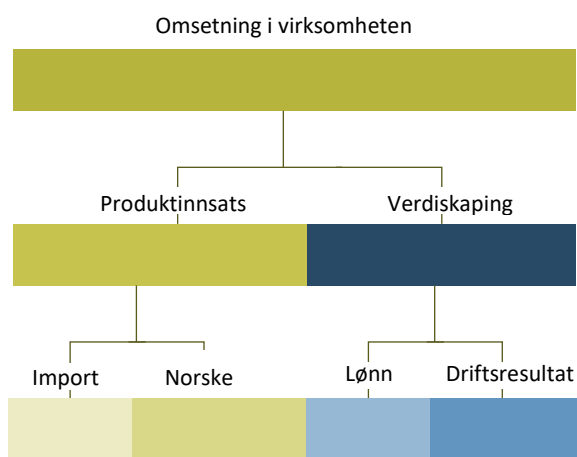 Omsetning i virksomheten
Produktinnsats
Verdiskaping
Import
Norske
Lønn
Driftsresultat